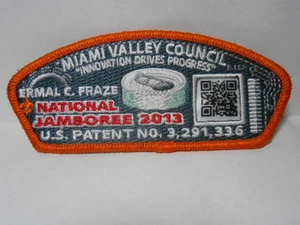 MIAMI VALLEY COUNCIL
"INNOVATION DRIVES PROGRESS"
ERMAL C. FRAZE
NATIONAL
JAMBOREE 2013
U.S. PATENT NO. 3,291,336